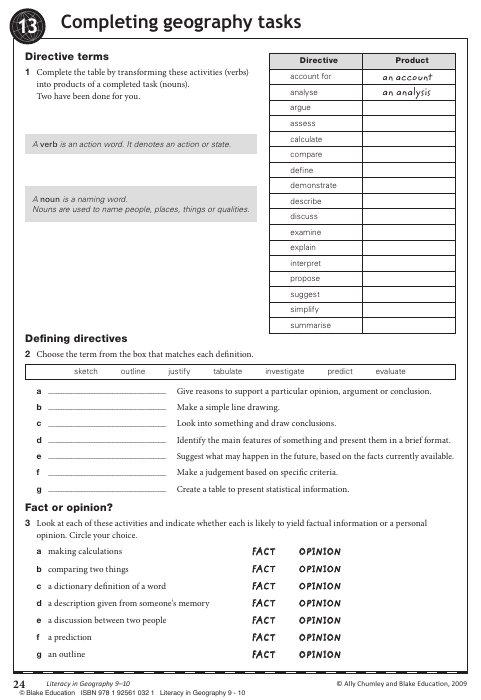 13 Completing geography tasks
Directive terms
1 Complete the table by transforming these activities (verbs)
into products of a completed task (nouns).
Two have been done for you.
A verb is an action word. It denotes an action or state.
A noun is a naming word.
Nouns are used to name people, places, things or qualities.
Directive Product
account for an account
analyse an analysis
argue
assess
calculate
compare
define
demonstrate
describe
discuss
examine
explain
interpret
propose
suggest
simplify
summarise
Defining directives
2 Choose the term from the box that matches each definition.
sketch outline justify tabulate investigate predict evaluate
a Give reasons to support a particular opinion, argument or conclusion.
b Make a simple line drawing.
c Look into something and draw conclusions.
d Identify the main features of something and present them in a brief format.
e Suggest what may happen in the future, based on the facts currently available.
f Make a judgement based on specific criteria.
g Create a table to present statistical information.
Fact or opinion?
3 Look at each of these activities and indicate whether each is likely to yield factual information or a personal
opinion. Circle your choice.
a making calculations FACT OPINION
b comparing two things FACT OPINION
c a dictionary definition of a word FACT OPINION
d a description given from someone's memory FACT OPINION
e a discussion between two people FACT OPINION
f a prediction FACT OPINION
g an outline FACT OPINION
24 Literacy in Geography 9–10 © Ally Chumley and Blake Education, 2009
© Blake Education ISBN 978 1 92561 032 1 Literacy in Geography 9 - 10